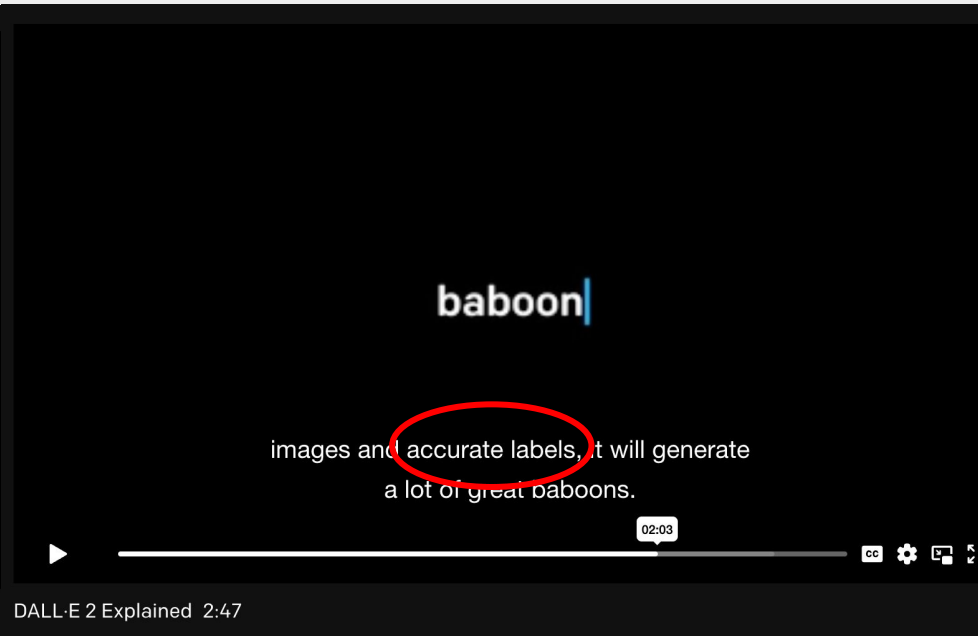 baboon
images and accurate labels, it will generate
a lot of great baboons.
02:03
CC
DALL·E 2 Explained 2:47